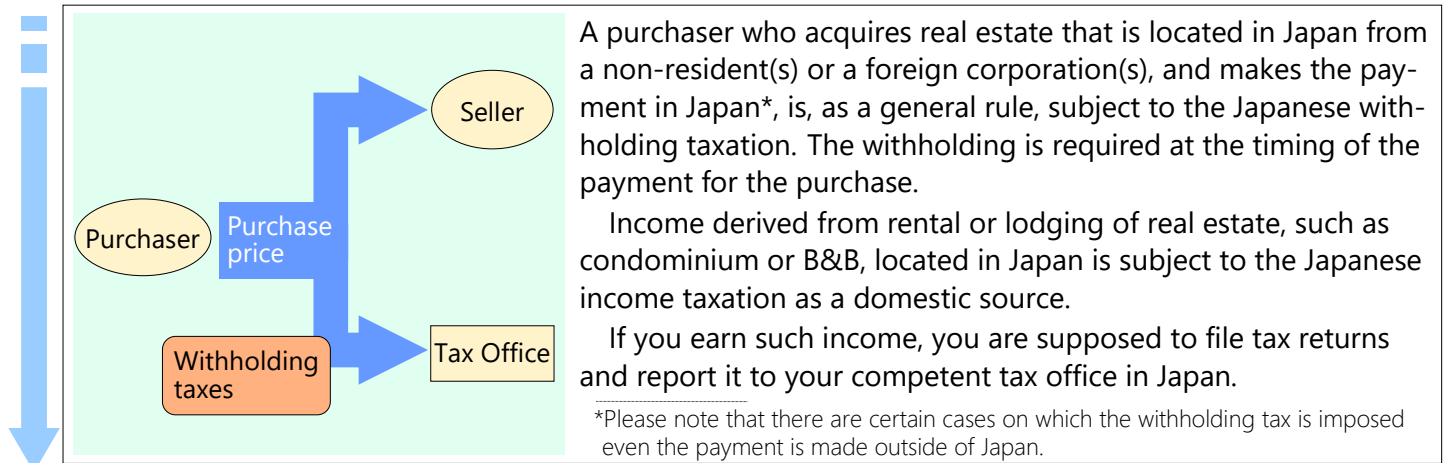 Seller
Purchaser
Purchase
price
Withholding
taxes
Tax Office
A purchaser who acquires real estate that is located in Japan from
a non-resident(s) or a foreign corporation(s), and makes the pay-
ment in Japan*, is, as a general rule, subject to the Japanese with-
holding taxation. The withholding is required at the timing of the
payment for the purchase.
Income derived from rental or lodging of real estate, such as
condominium or B&B, located in Japan is subject to the Japanese
income taxation as a domestic source.
If you earn such income, you are supposed to file tax returns
and report it to your competent tax office in Japan.
*Please note that there are certain cases on which the withholding tax is imposed
even the payment is made outside of Japan.